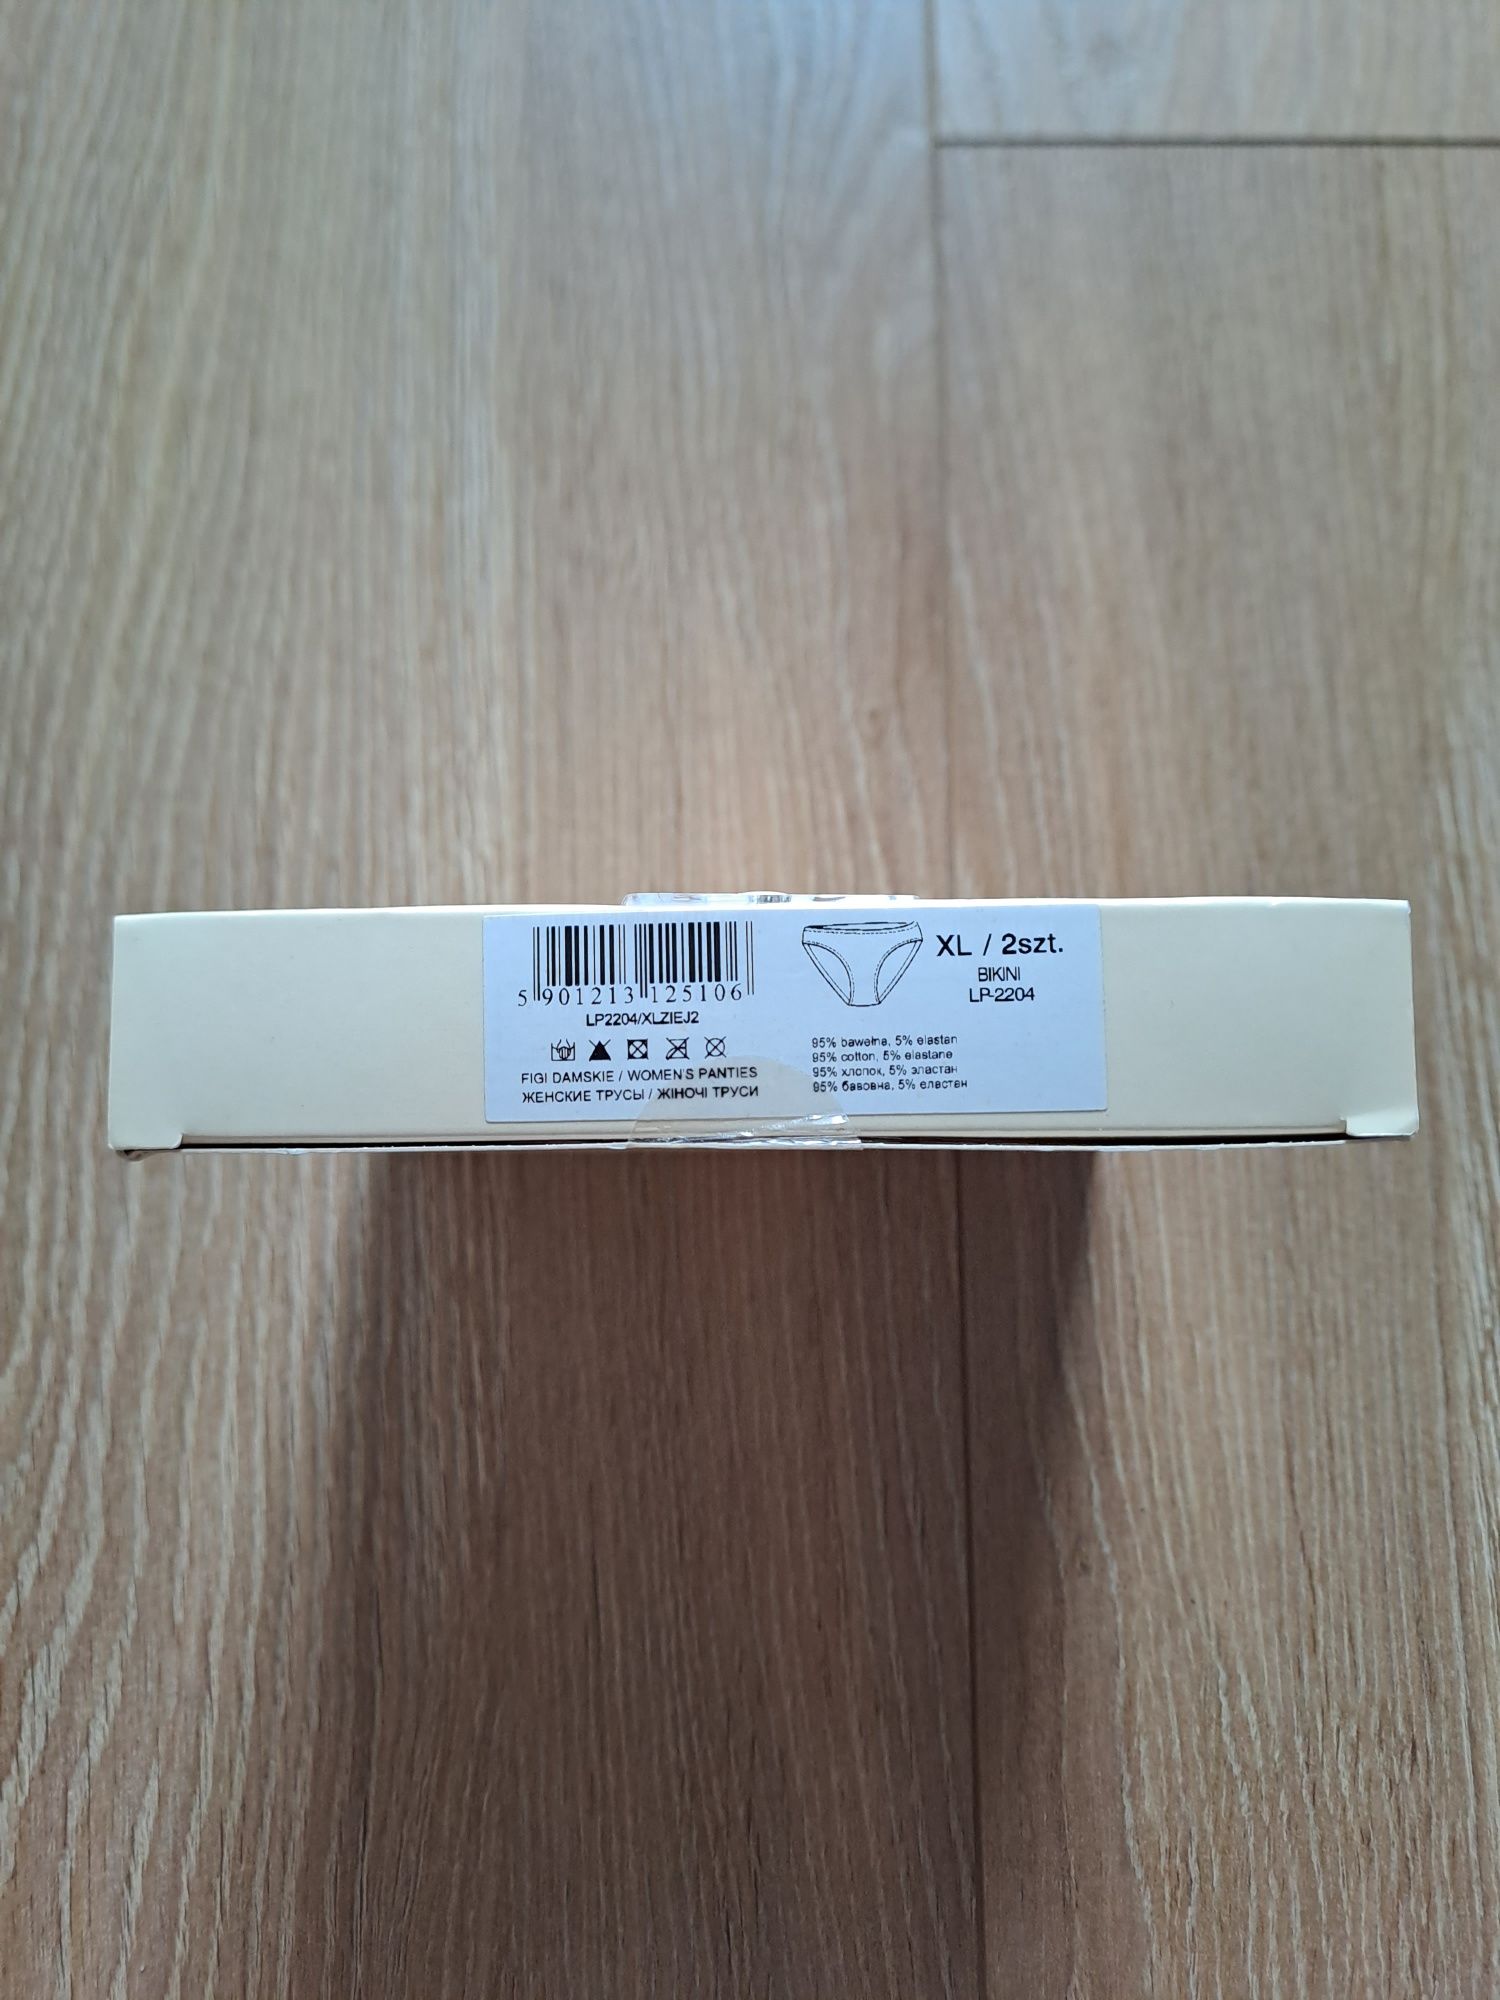 5 901213 125106
LP2204/XLZIEJ2
FIGI DAMSKIE / WOMEN'S PANTIES
ЖЕНСКИЕ ТРУСЫ / ЖІНОЧІ ТРУСИ
XL / 2szt.
BIKINI
LP-2204
95% bawełna, 5% elastan
95% cotton, 5% elastane
95% хлопок, 5% эластан
95% бавовна, 5% еластан